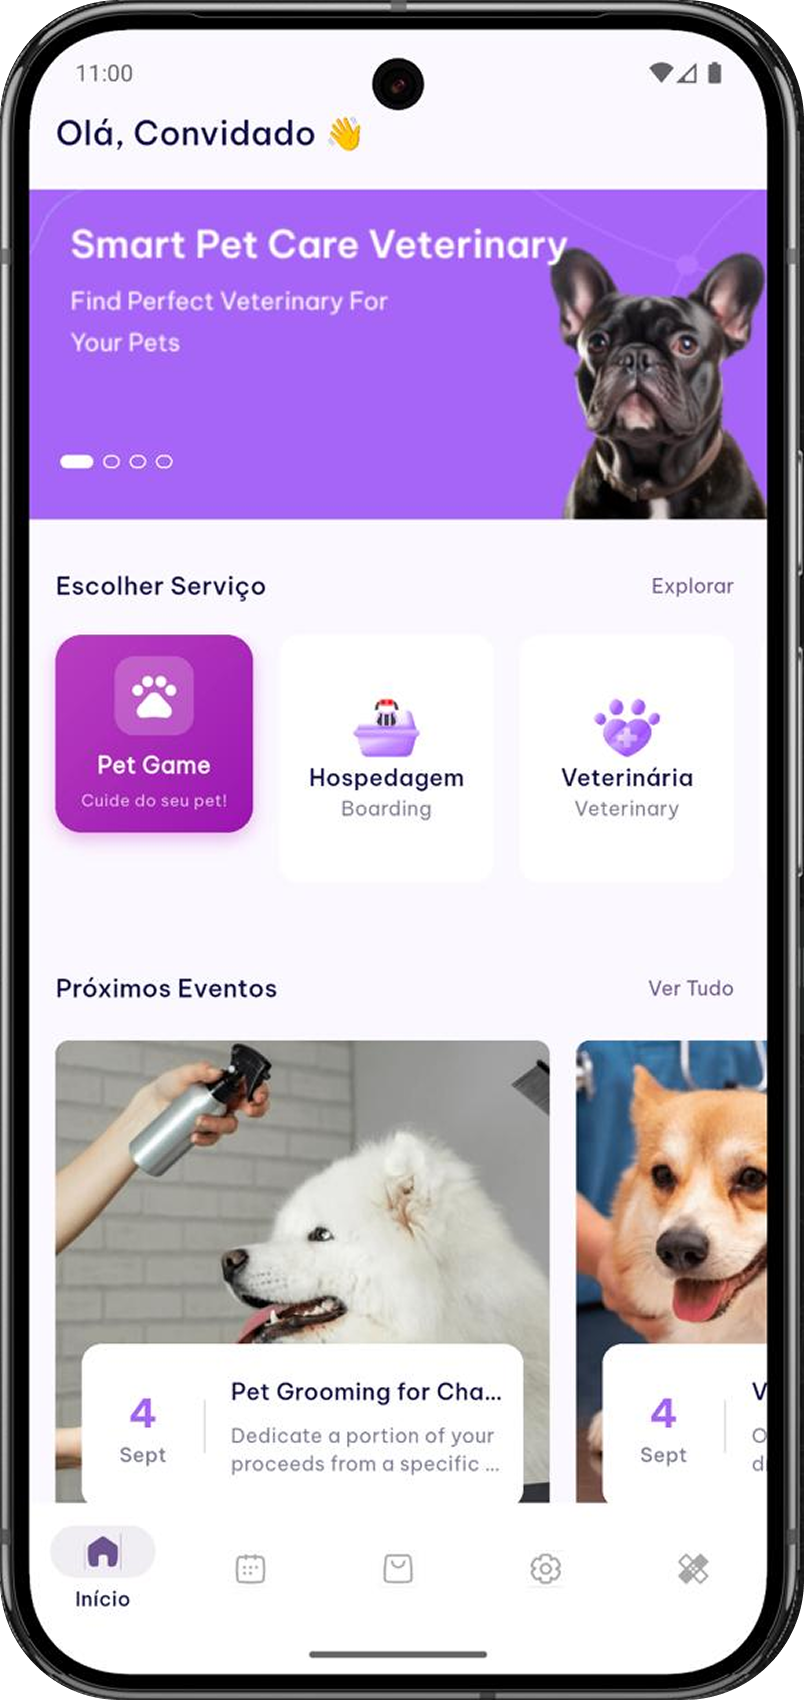 11:00
Olá, Convidado 👋
Smart Pet Care Veterinary
Find Perfect Veterinary For
Your Pets
Escolher Serviço
Explorar
Pet Game
Cuide do seu pet!
Hospedagem
Boarding
Veterinária
Veterinary
Próximos Eventos
Ver Tudo
4
Sept
Pet Grooming for Cha...
Dedicate a portion of your
proceeds from a specific ...
4
Sept
V
O
d
Início